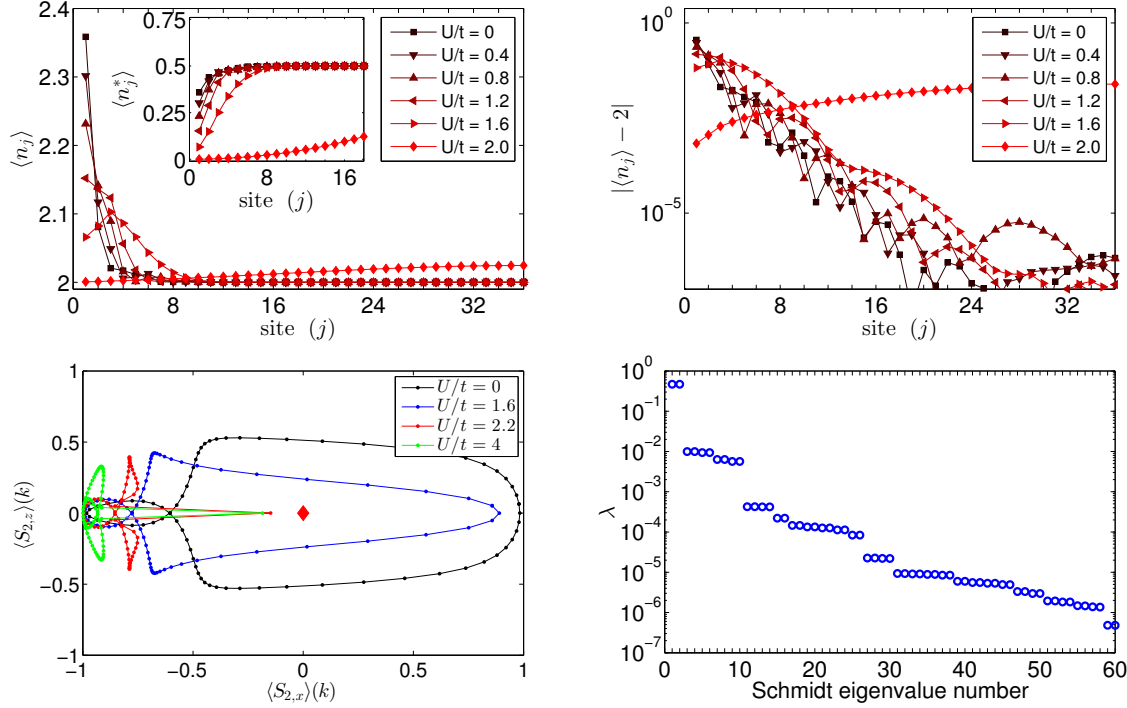 2.4
2.3
2.2
2.1
2
⟨n_j⟩
0 8 16 24 32
site (j)
0.75
0.5
0.25
0
⟨n_j^*⟩
0 8 16
site (j)
U/t = 0
U/t = 0.4
U/t = 0.8
U/t = 1.2
U/t = 1.6
U/t = 2.0
10^0
10^−5
|⟨n_j⟩ − 2|
0 8 16 24 32
site (j)
U/t = 0
U/t = 0.4
U/t = 0.8
U/t = 1.2
U/t = 1.6
U/t = 2.0
1
0.5
0
−0.5
−1
⟨S_{2,z}⟩(k)
−1 −0.5 0 0.5 1
⟨S_{2,x}⟩(k)
U/t = 0
U/t = 1.6
U/t = 2.2
U/t = 4
10^0
10^−1
10^−2
10^−3
10^−4
10^−5
10^−6
10^−7
λ
0 10 20 30 40 50 60
Schmidt eigenvalue number